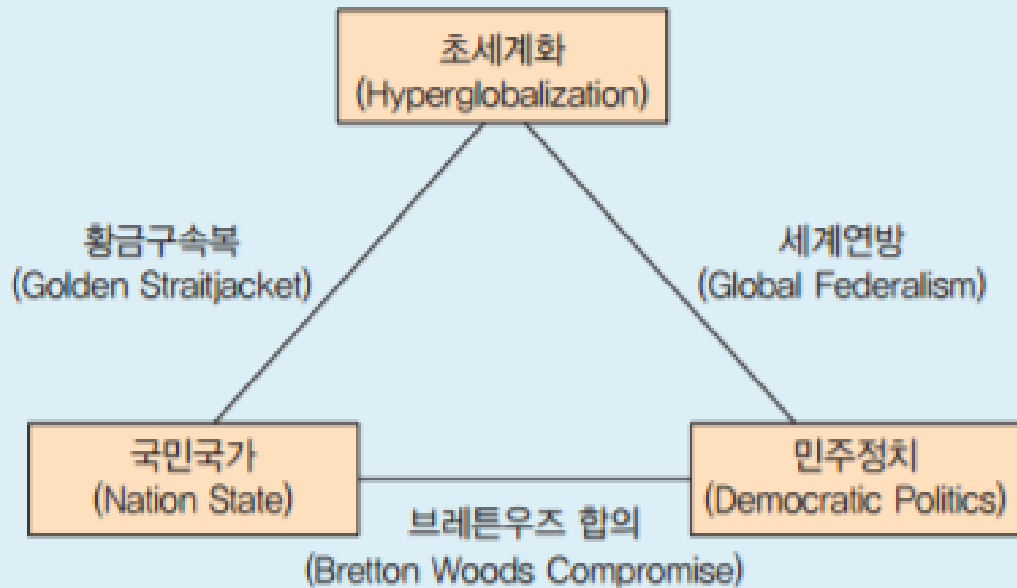 초세계화
(Hyperglobalization)
황금구속복
(Golden Straitjacket)
세계연방
(Global Federalism)
국민국가
(Nation State)
민주정치
(Democratic Politics)
브레튼우즈 합의
(Bretton Woods Compromise)